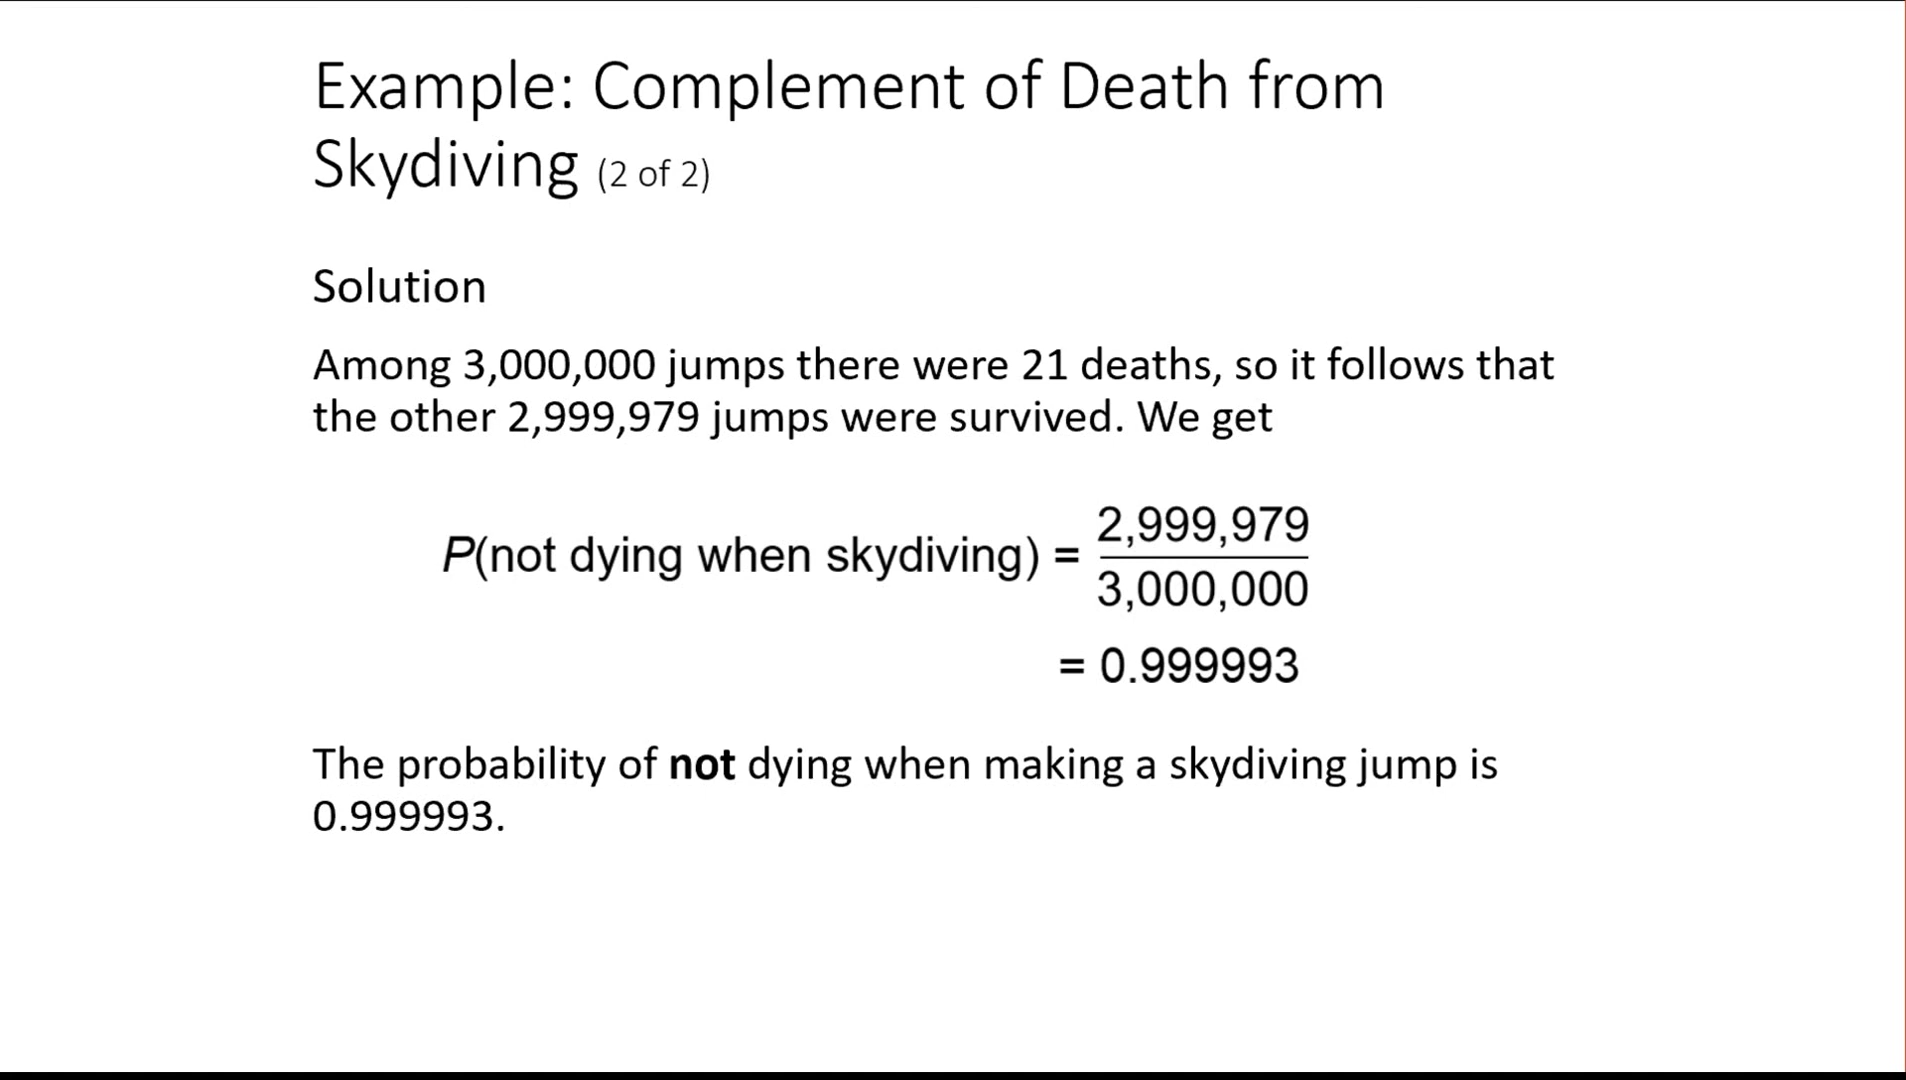 Example: Complement of Death from
Skydiving (2 of 2)
Solution
Among 3,000,000 jumps there were 21 deaths, so it follows that
the other 2,999,979 jumps were survived. We get
P(not dying when skydiving) = 2,999,979
3,000,000
= 0.999993
The probability of not dying when making a skydiving jump is
0.999993.